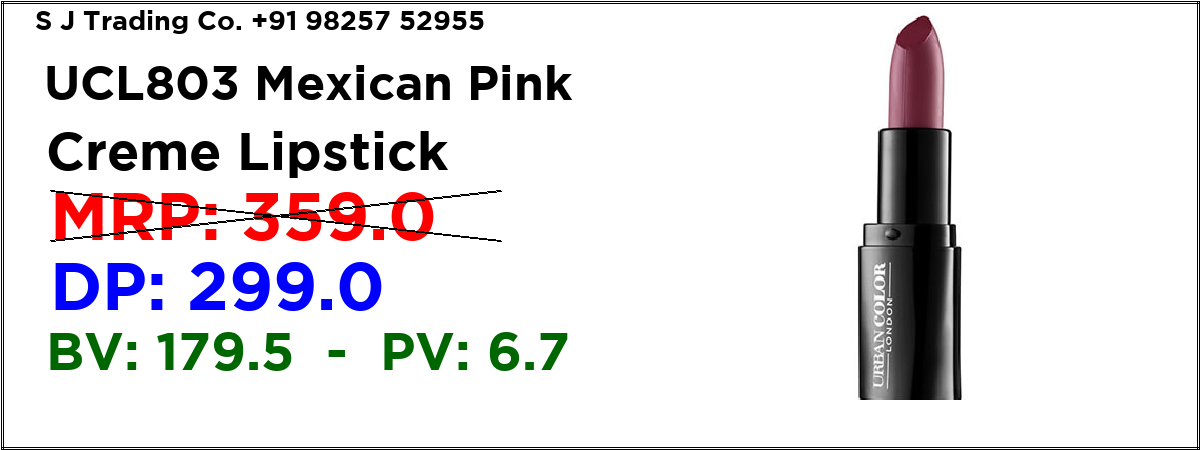 S J Trading Co. +91 98257 52955
UCL803 Mexican Pink
Creme Lipstick
MRP: 359.0
DP: 299.0
BV: 179.5 - PV: 6.7
URBAN COLOR
LONDON